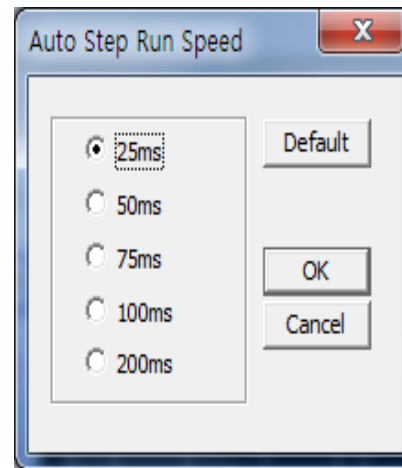 Auto Step Run Speed
X
25ms
Default
50ms
75ms
OK
100ms
Cancel
200ms